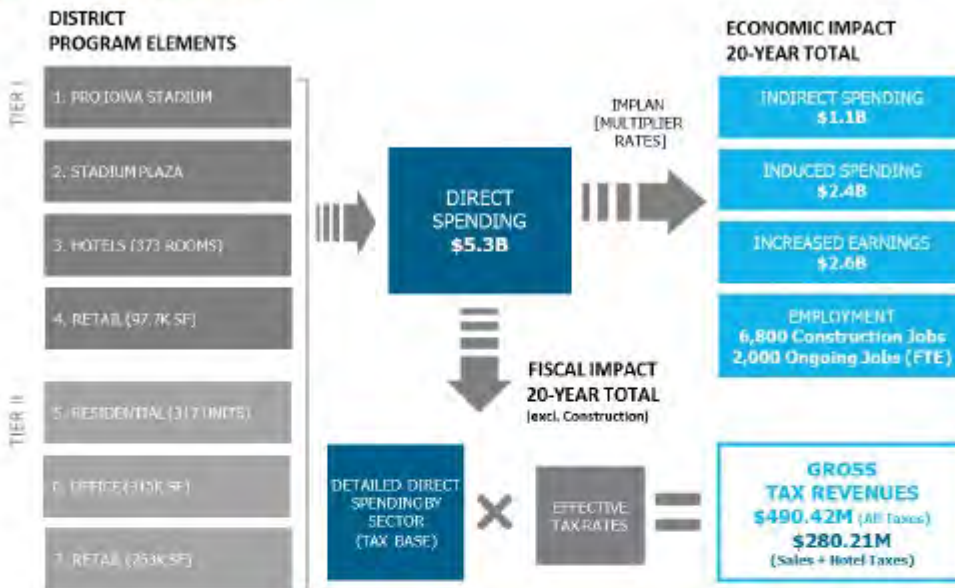 DISTRICT
PROGRAM ELEMENTS
TIER I
1. PRO IOWA STADIUM
2. STADIUM PLAZA
3. HOTELS (373 ROOMS)
4. RETAIL (97.7K SF)
TIER II
5. RESIDENTIAL (317 UNITS)
6. OFFICE
7. RETAIL
DIRECT
SPENDING
$5.3B
IMPLAN
[MULTIPLIER
RATES]
ECONOMIC IMPACT
20-YEAR TOTAL
INDIRECT SPENDING
$1.1B
INDUCED SPENDING
$2.4B
INCREASED EARNINGS
$2.6B
EMPLOYMENT
6,800 Construction Jobs
2,000 Ongoing Jobs (FTE)
FISCAL IMPACT
20-YEAR TOTAL
(excl. Construction)
DETAILED DIRECT
SPENDING BY
SECTOR
(TAX BASE)
EFFECTIVE
TAX RATES
GROSS
TAX REVENUES
$490.42M (All Taxes)
$280.21M
(Sales + Hotel Taxes)